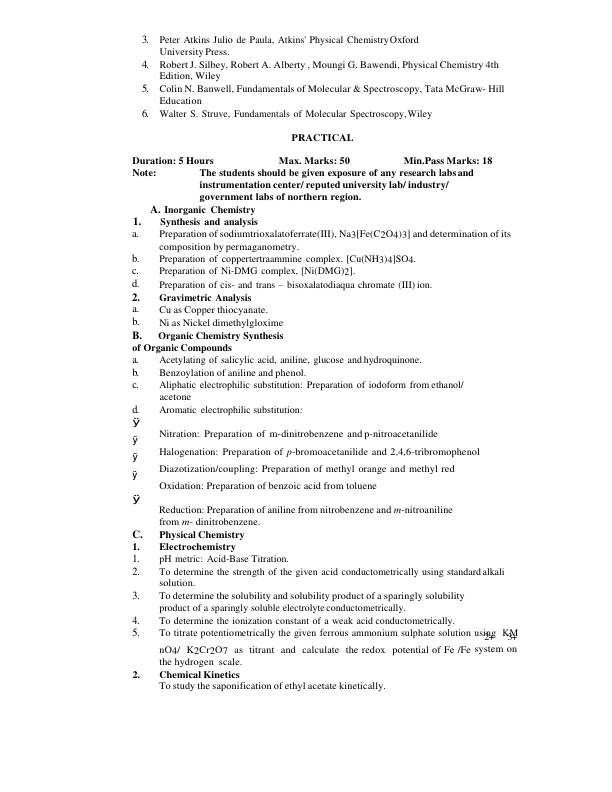 3. Peter Atkins Julio de Paula, Atkins' Physical Chemistry Oxford
University Press.
4. Robert J. Silbey, Robert A. Alberty , Moungi G. Bawendi, Physical Chemistry 4th
Edition, Wiley
5. Colin N. Banwell, Fundamentals of Molecular & Spectroscopy, Tata McGraw- Hill
Education
6. Walter S. Struve, Fundamentals of Molecular Spectroscopy, Wiley
PRACTICAL
Duration: 5 Hours Max. Marks: 50 Min.Pass Marks: 18
Note: The students should be given exposure of any research labs and
instrumentation center/ reputed university lab/ industry/
government labs of northern region.
A. Inorganic Chemistry
1. Synthesis and analysis
a. Preparation of sodiumtrioxalatoferrate(III), Na3[Fe(C2O4)3] and determination of its
composition by permaganometry.
b. Preparation of coppertertraammine complex. [Cu(NH3)4]SO4.
c. Preparation of Ni-DMG complex, [Ni(DMG)2].
d. Preparation of cis- and trans – bisoxalatodiaqua chromate (III) ion.
2. Gravimetric Analysis
a. Cu as Copper thiocyanate.
b. Ni as Nickel dimethylgloxime
B. Organic Chemistry Synthesis
of Organic Compounds
a. Acetylating of salicylic acid, aniline, glucose and hydroquinone.
b. Benzoylation of aniline and phenol.
c. Aliphatic electrophilic substitution: Preparation of iodoform from ethanol/
acetone
d. Aromatic electrophilic substitution:
Ÿ
ÿ Nitration: Preparation of m-dinitrobenzene and p-nitroacetanilide
ÿ Halogenation: Preparation of p-bromoacetanilide and 2,4,6-tribromophenol
ÿ Diazotization/coupling: Preparation of methyl orange and methyl red
Oxidation: Preparation of benzoic acid from toluene
Ÿ
Reduction: Preparation of aniline from nitrobenzene and m-nitroaniline
from m- dinitrobenzene.
C. Physical Chemistry
1. Electrochemistry
1. pH metric: Acid-Base Titration.
2. To determine the strength of the given acid conductometrically using standard alkali
solution.
3. To determine the solubility and solubility product of a sparingly solubility
product of a sparingly soluble electrolyte conductometrically.
4. To determine the ionization constant of a weak acid conductometrically.
5. To titrate potentiometrically the given ferrous ammonium sulphate solution using KM
2+ 3+
nO4/ K2Cr2O7 as titrant and calculate the redox potential of Fe /Fe system on
the hydrogen scale.
2. Chemical Kinetics
To study the saponification of ethyl acetate kinetically.